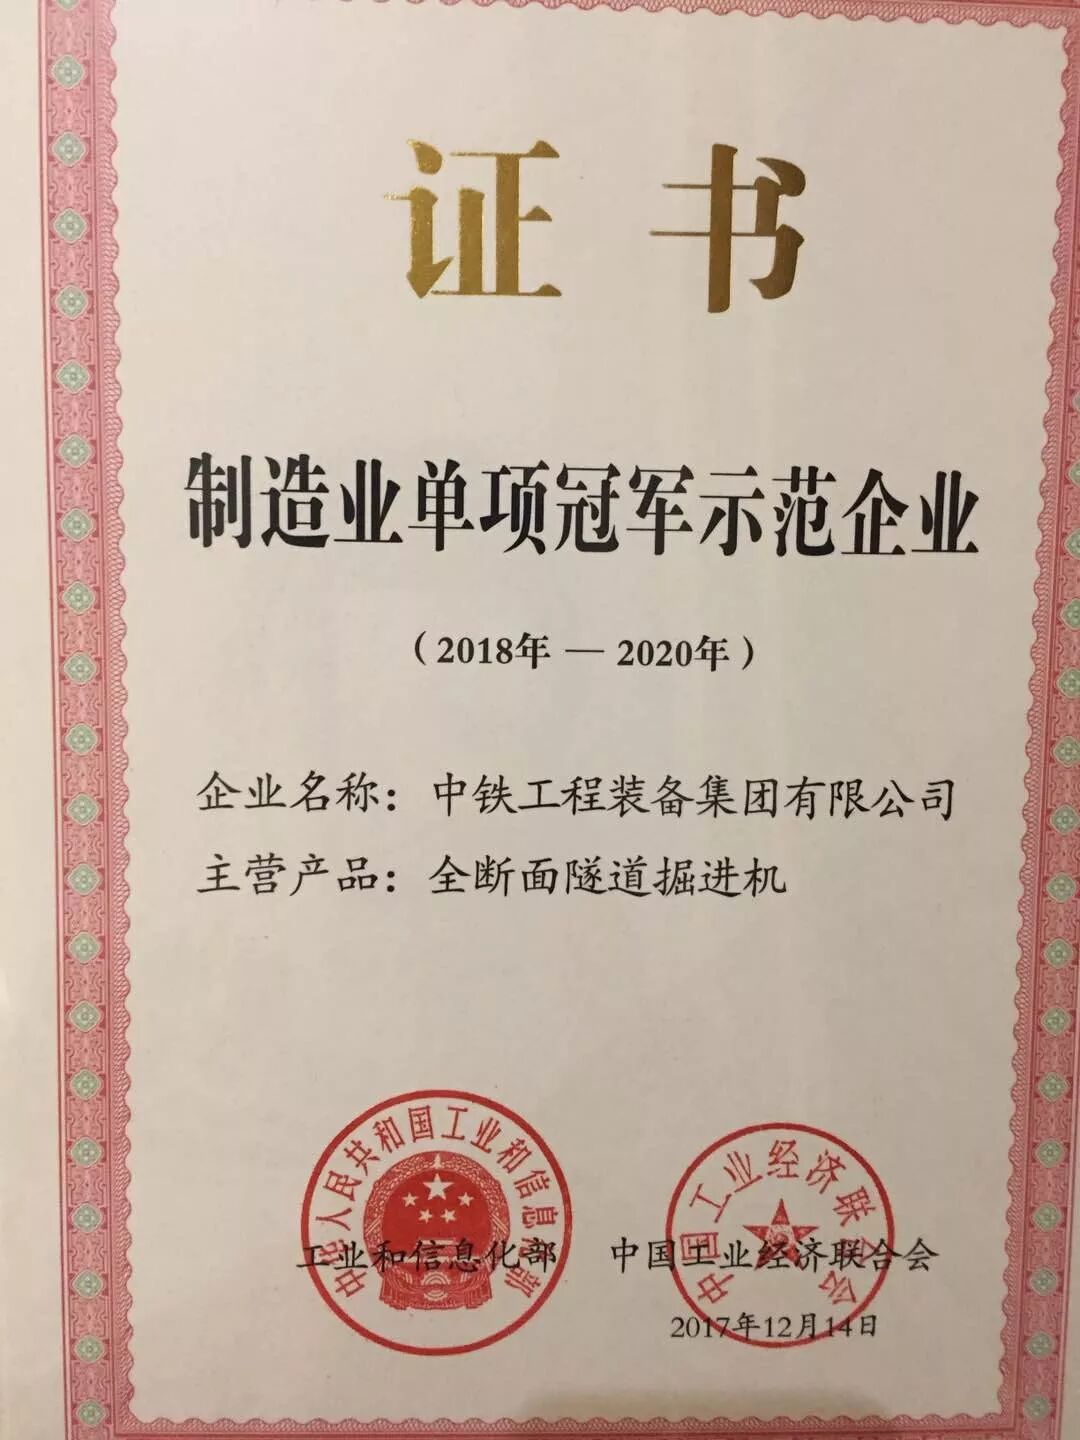 证书
制造业单项冠军示范企业
（2018年 — 2020年）
企业名称：中铁工程装备集团有限公司
主营产品：全断面隧道掘进机
中华人民共和国工业和信息化部
中国工业经济联合会
工业和信息化部
中国工业经济联合会
2017年12月14日